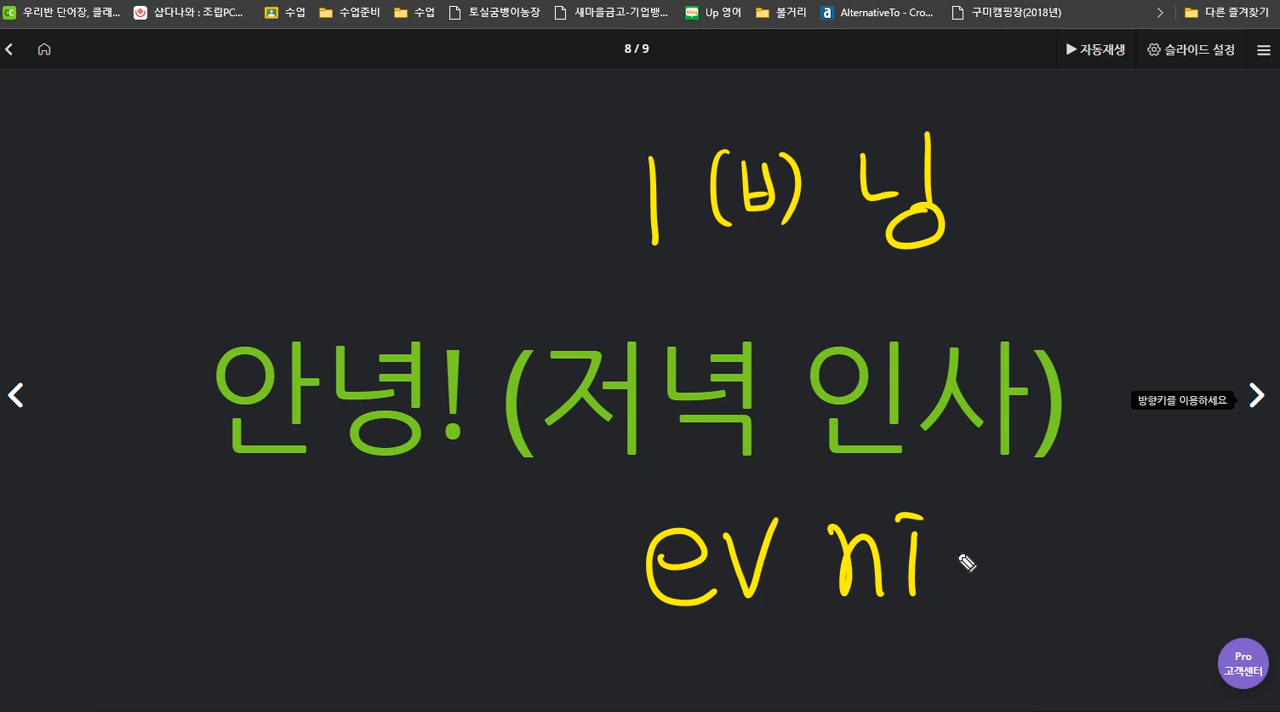 우리반 단어장, 클래... 샵다나와 : 조립PC... 수업 수업준비 수업 토실굼벵이농장 새마을금고-기업뱅... Up 영어 볼거리 AlternativeTo - Cro... 구미캠핑장(2018년) 다른 즐겨찾기
8 / 9 자동재생 슬라이드 설정
ㅣ (ㅂ) 닝
안녕! (저녁 인사)
방향키를 이용하세요
ev ni
Pro
고객센터